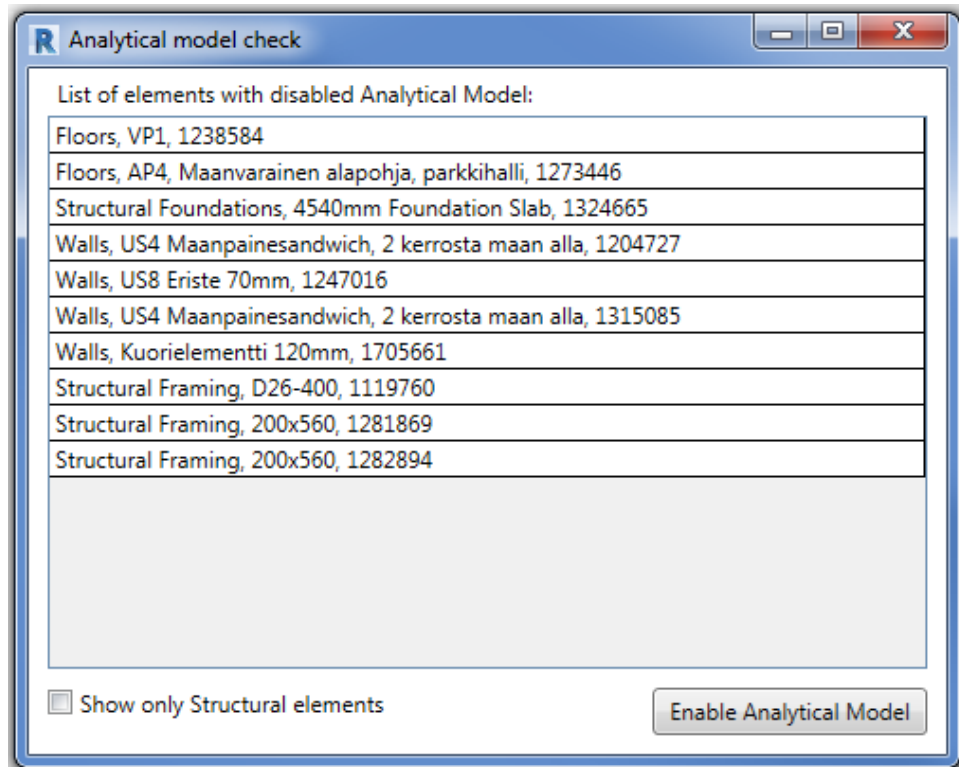 R Analytical model check
List of elements with disabled Analytical Model:
Floors, VP1, 1238584
Floors, AP4, Maanvarainen alapohja, parkkihalli, 1273446
Structural Foundations, 4540mm Foundation Slab, 1324665
Walls, US4 Maanpainesandwich, 2 kerrosta maan alla, 1204727
Walls, US8 Eriste 70mm, 1247016
Walls, US4 Maanpainesandwich, 2 kerrosta maan alla, 1315085
Walls, Kuorielementti 120mm, 1705661
Structural Framing, D26-400, 1119760
Structural Framing, 200x560, 1281869
Structural Framing, 200x560, 1282894
Show only Structural elements
Enable Analytical Model